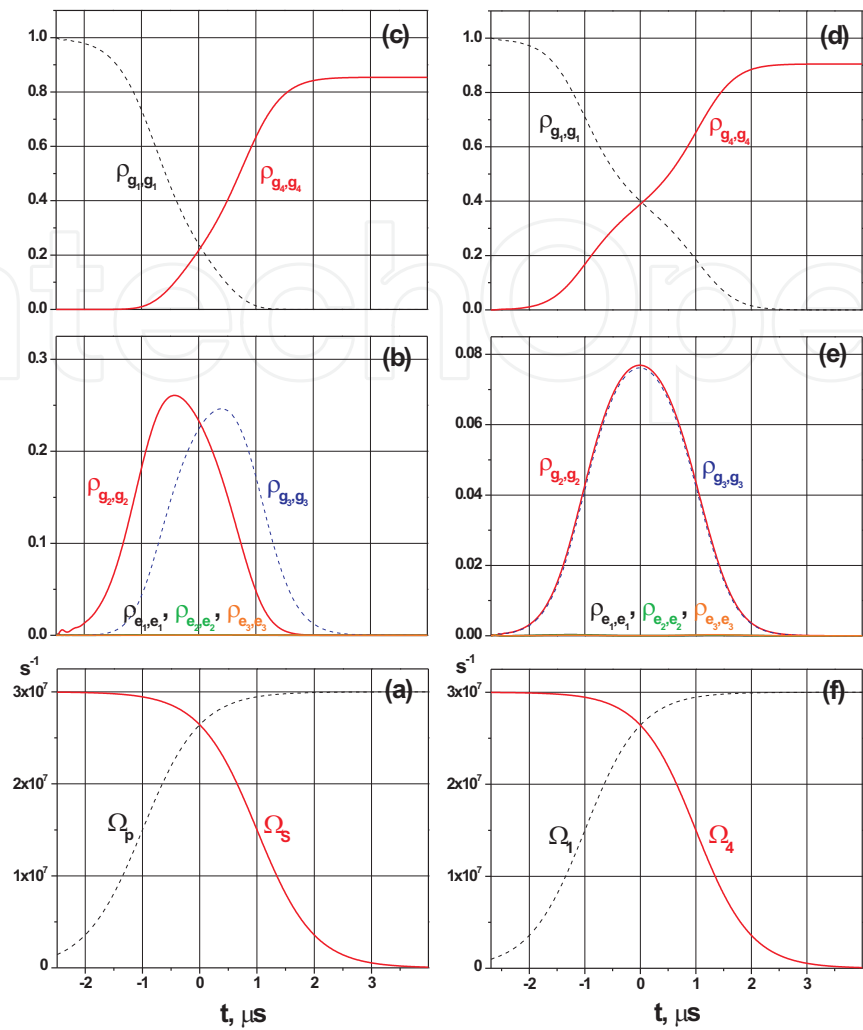 (c)
1.0
0.8
0.6
0.4
0.2
0.0
ρg₁,g₁
ρg₄,g₄
(d)
1.0
0.8
0.6
0.4
0.2
0.0
ρg₁,g₁
ρg₄,g₄
(b)
0.3
0.2
0.1
0.0
ρg₂,g₂
ρg₃,g₃
ρe₁,e₁, ρe₂,e₂, ρe₃,e₃
(e)
0.08
0.06
0.04
0.02
0.00
ρg₂,g₂
ρg₃,g₃
ρe₁,e₁, ρe₂,e₂, ρe₃,e₃
s⁻¹
(a)
3x10⁷
2x10⁷
1x10⁷
0
Ωp
ΩS
-2 -1 0 1 2 3
t, μs
(f)
3x10⁷
2x10⁷
1x10⁷
0
Ω₁
Ω₄
-2 -1 0 1 2 3
t, μs
ntechOpe